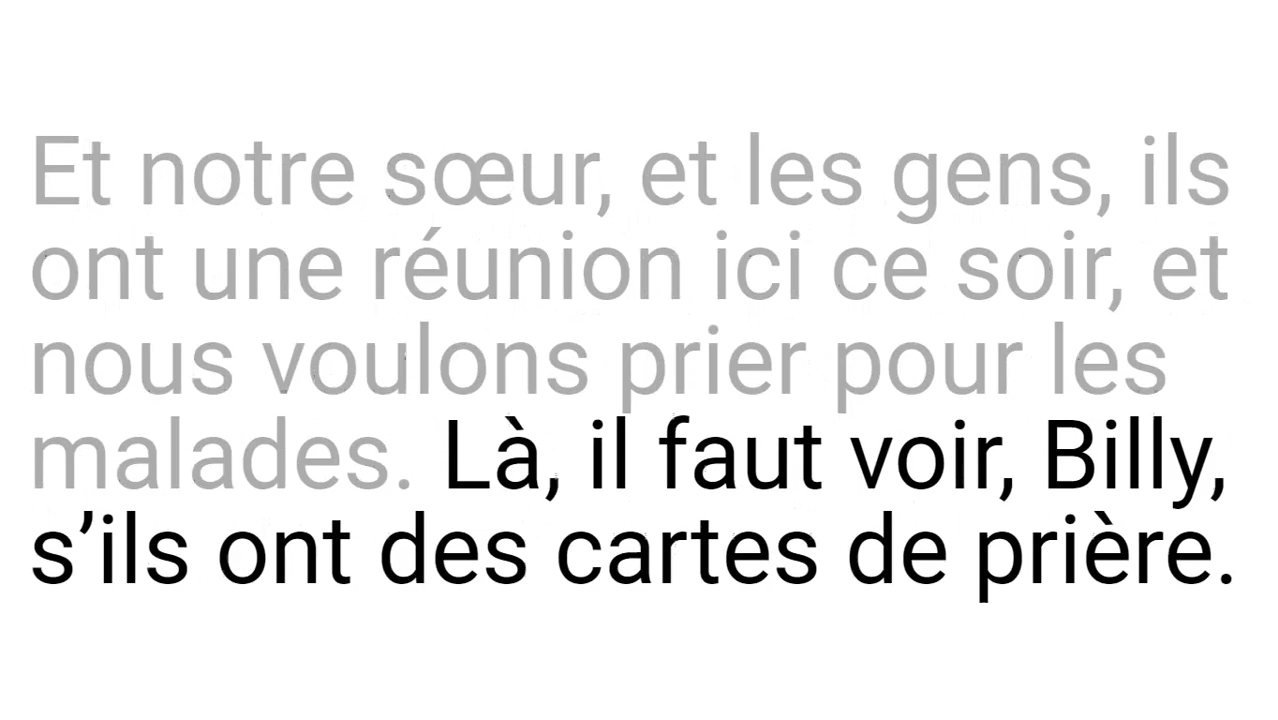 Et notre sœur, et les gens, ils
ont une réunion ici ce soir, et
nous voulons prier pour les
malades. Là, il faut voir, Billy,
s’ils ont des cartes de prière.